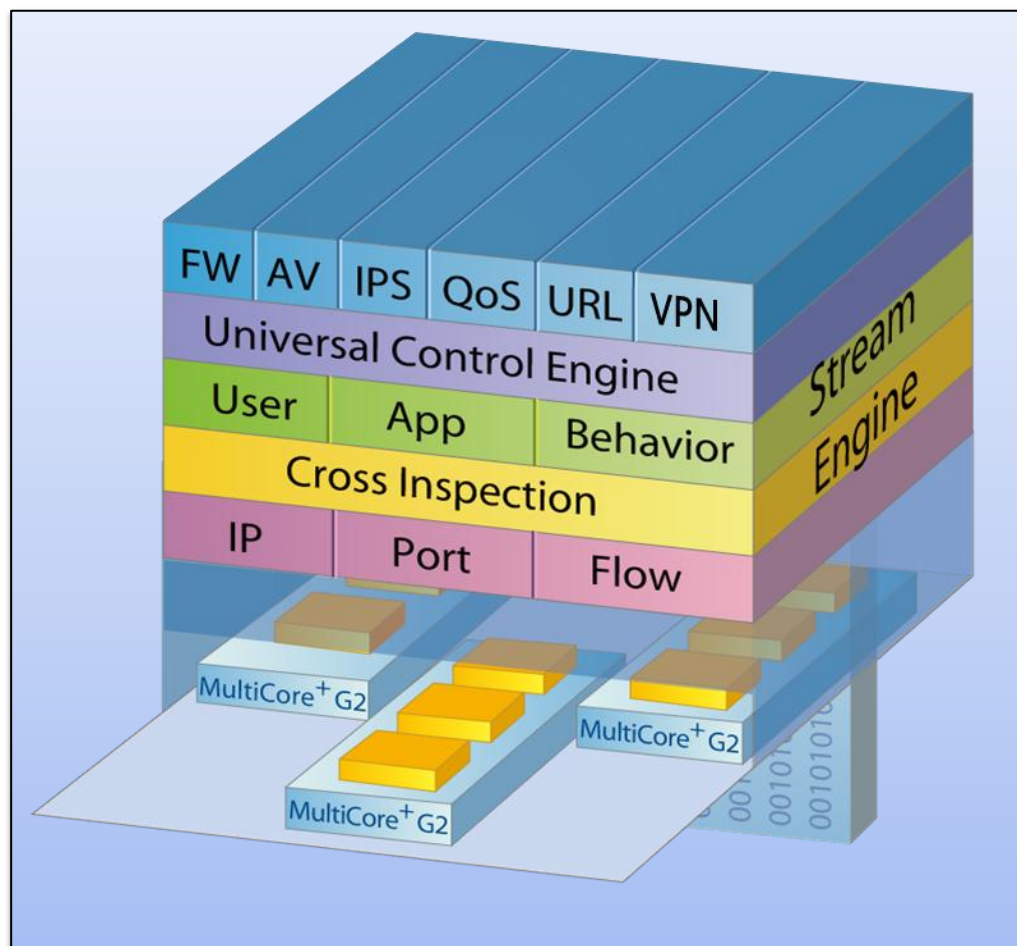 FW AV IPS QoS URL VPN
Universal Control Engine
User App Behavior
Cross Inspection
IP Port Flow
Stream
Engine
MultiCore+ G2
MultiCore+ G2
MultiCore+ G2